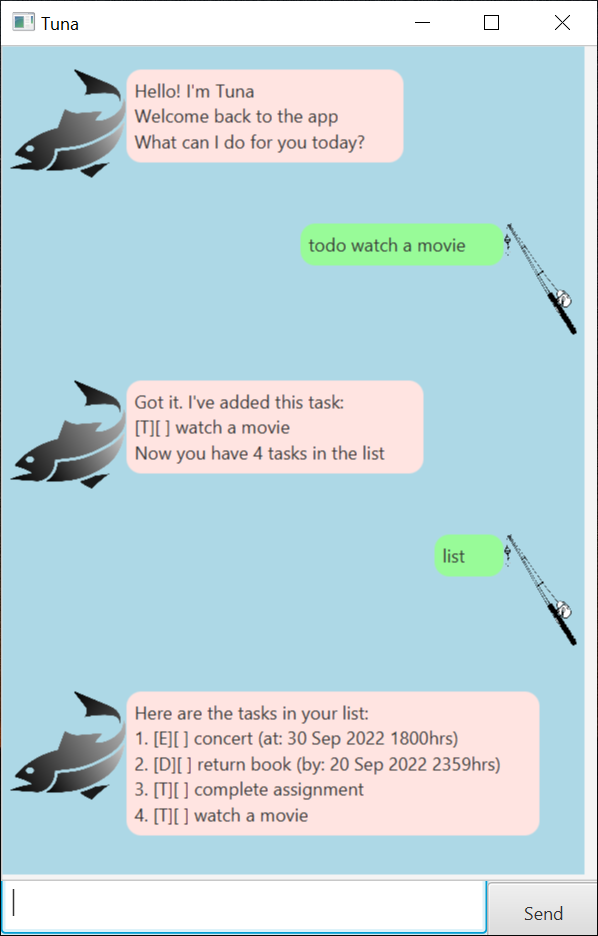 Tuna
Hello! I'm Tuna
Welcome back to the app
What can I do for you today?
todo watch a movie
Got it. I've added this task:
[T][ ] watch a movie
Now you have 4 tasks in the list
list
Here are the tasks in your list:
1. [E][ ] concert (at: 30 Sep 2022 1800hrs)
2. [D][ ] return book (by: 20 Sep 2022 2359hrs)
3. [T][ ] complete assignment
4. [T][ ] watch a movie
Send